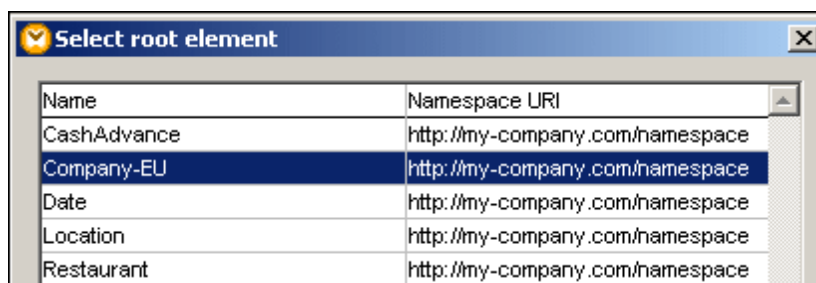 Select root element
Name Namespace URI
CashAdvance http://my-company.com/namespace
Company-EU http://my-company.com/namespace
Date http://my-company.com/namespace
Location http://my-company.com/namespace
Restaurant http://my-company.com/namespace